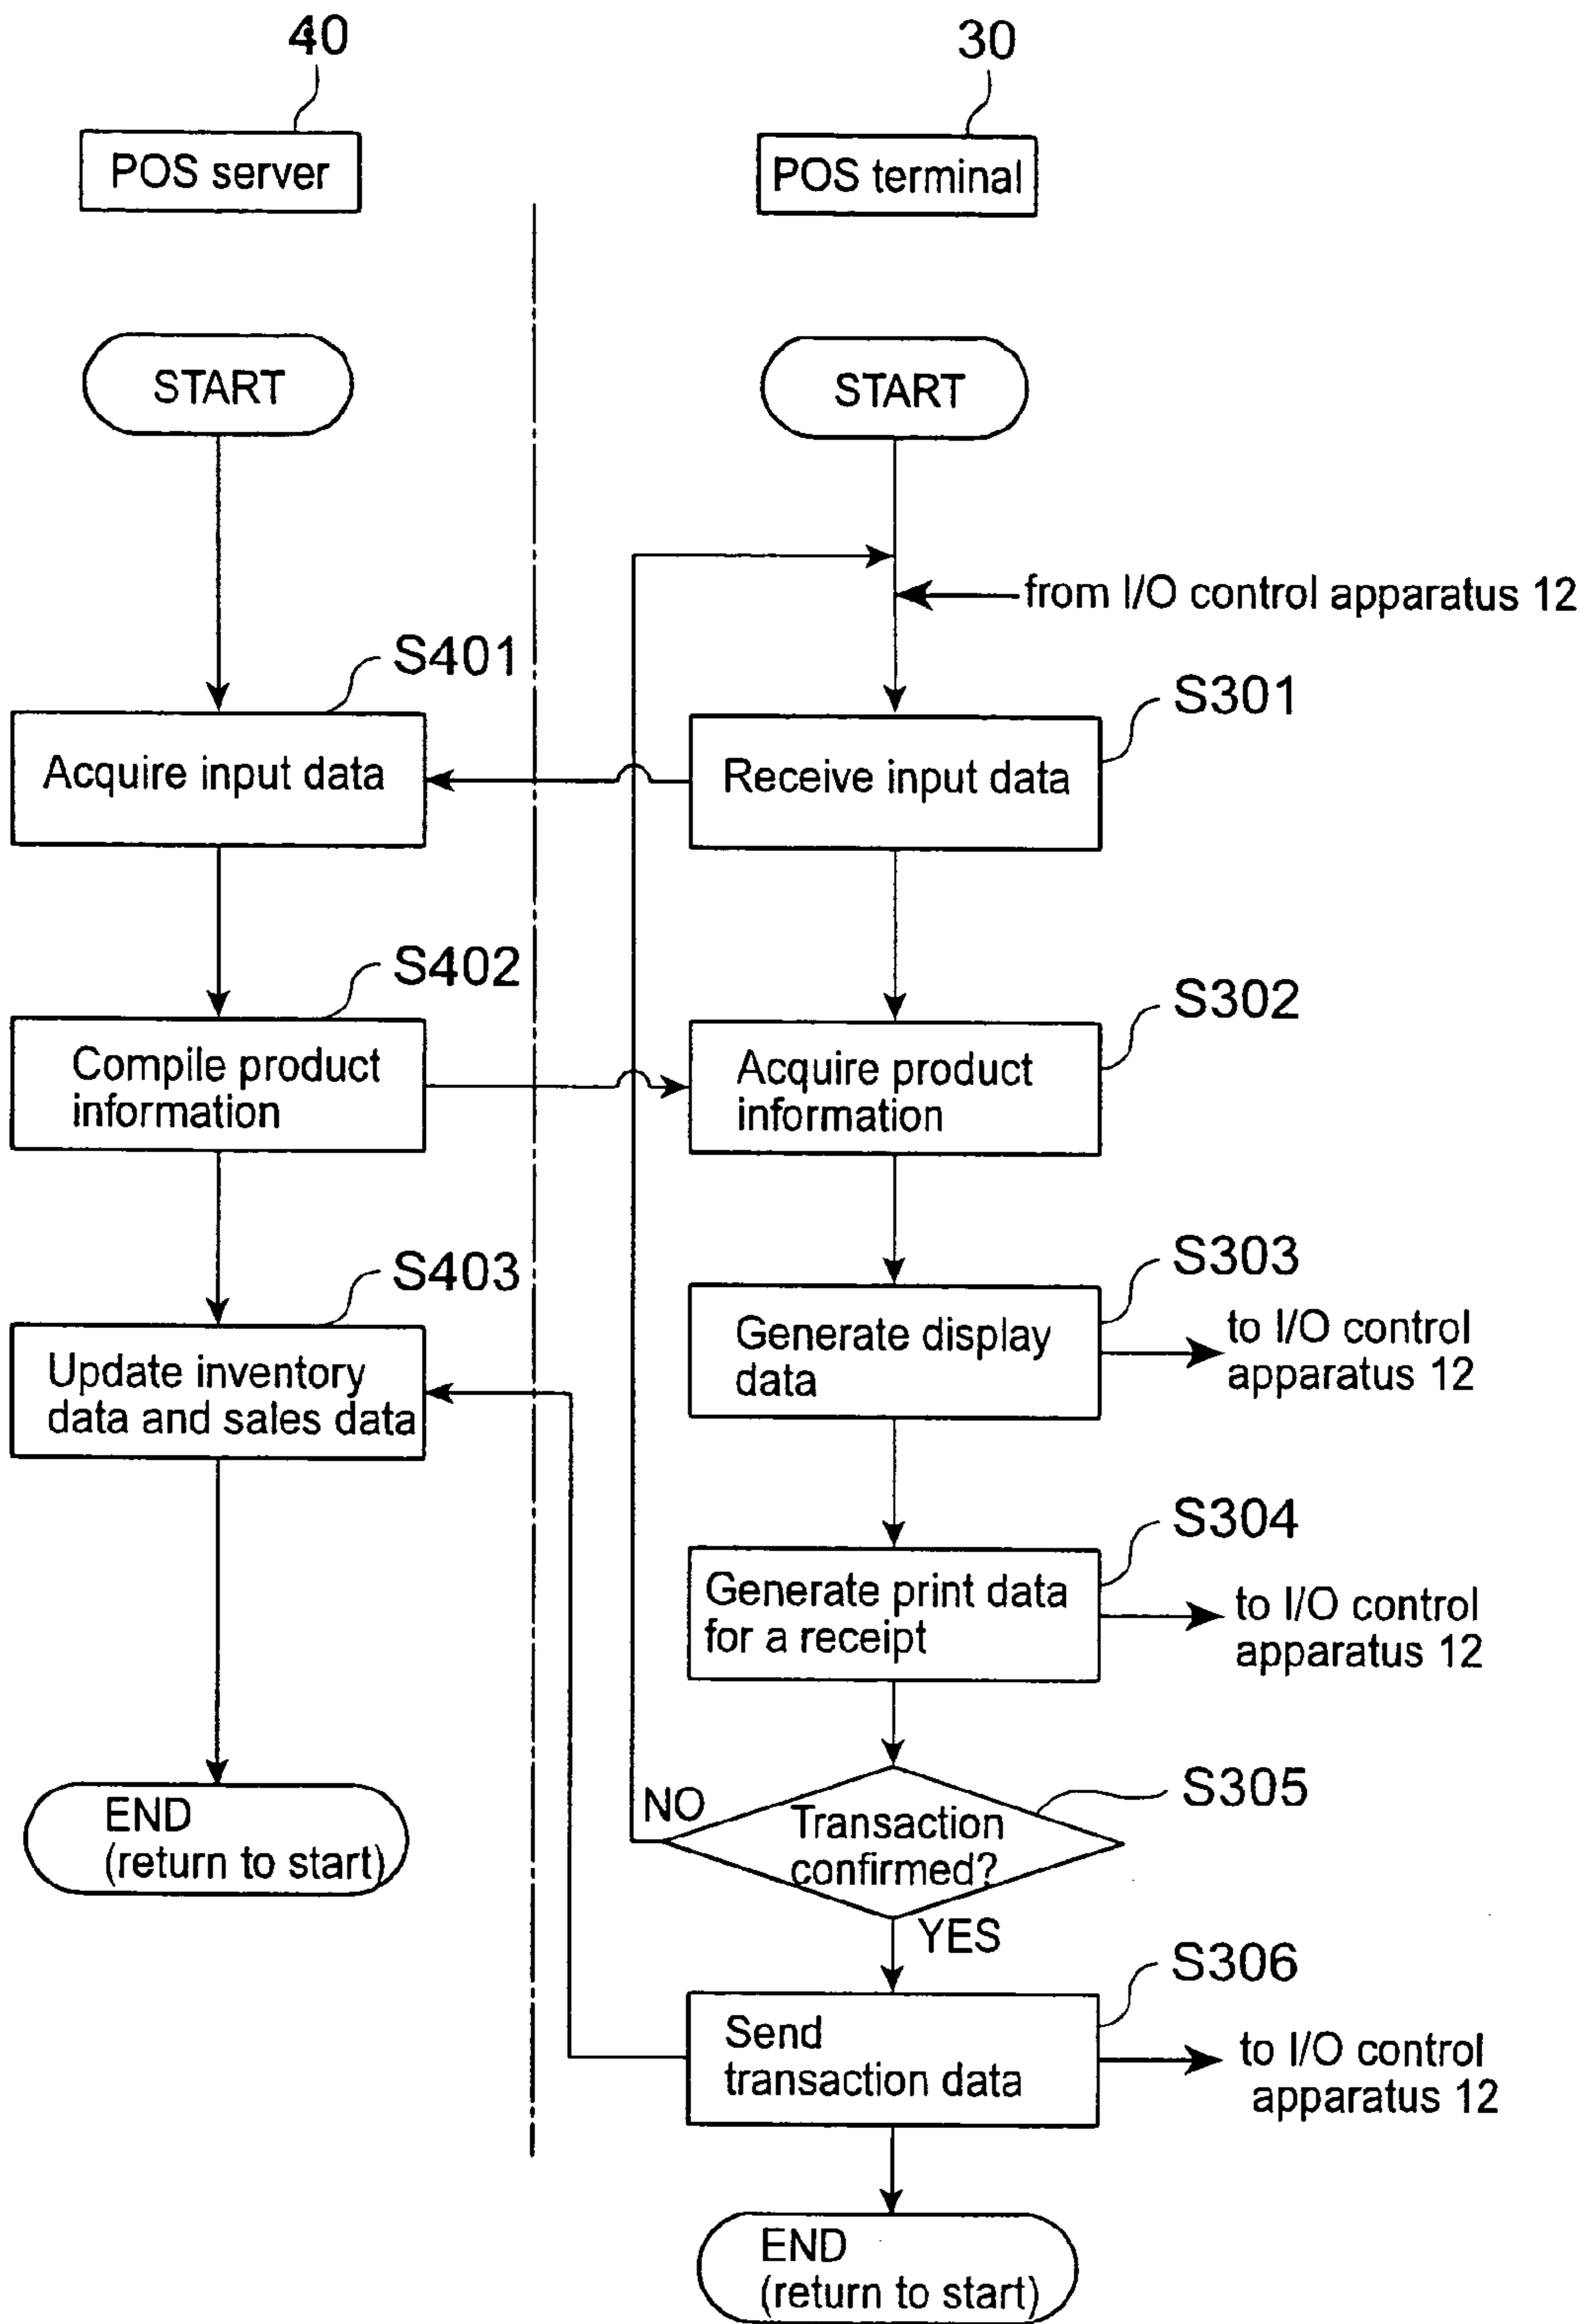 40
POS server
START
S401
Acquire input data
S402
Compile product
information
S403
Update inventory
data and sales data
END
(return to start)
30
POS terminal
START
from I/O control apparatus 12
S301
Receive input data
S302
Acquire product
information
S303
Generate display
data
to I/O control
apparatus 12
S304
Generate print data
for a receipt
to I/O control
apparatus 12
S305
NO
Transaction
confirmed?
YES
S306
Send
transaction data
to I/O control
apparatus 12
END
(return to start)